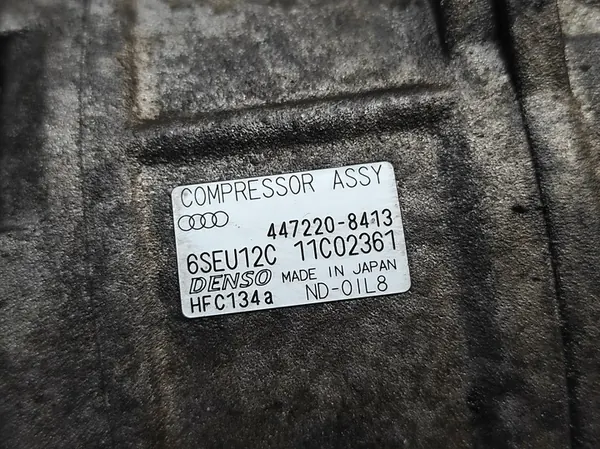 COMPRESSOR ASSY
447220-8413
6SEU12C 11C02361
DENSO MADE IN JAPAN
HFC134a ND-OIL8